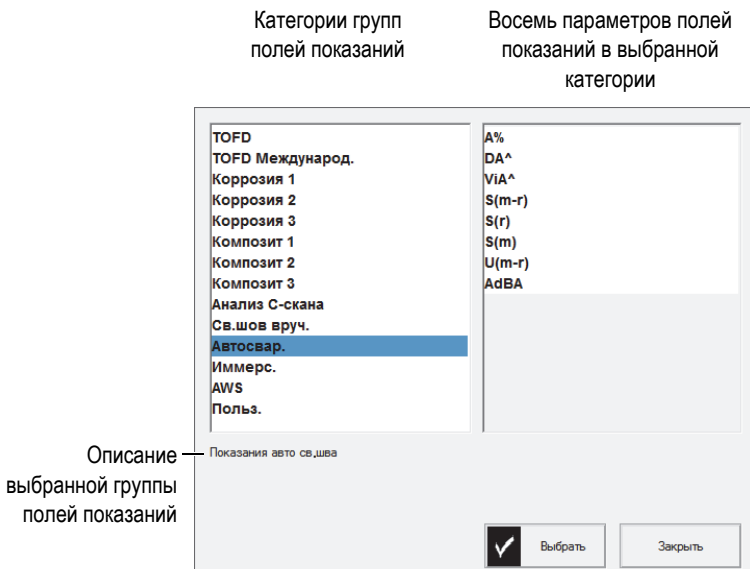 Категории групп
полей показаний
Восемь параметров полей
показаний в выбранной
категории
TOFD
TOFD Международ.
Коррозия 1
Коррозия 2
Коррозия 3
Композит 1
Композит 2
Композит 3
Анализ С-скана
Св.шов вруч.
Автосвар.
Иммерс.
AWS
Польз.
A%
DA^
ViA^
S(m-r)
S(r)
S(m)
U(m-r)
AdBA
Описание
выбранной группы
полей показаний
Показания авто св,шва
Выбрать
Закрыть